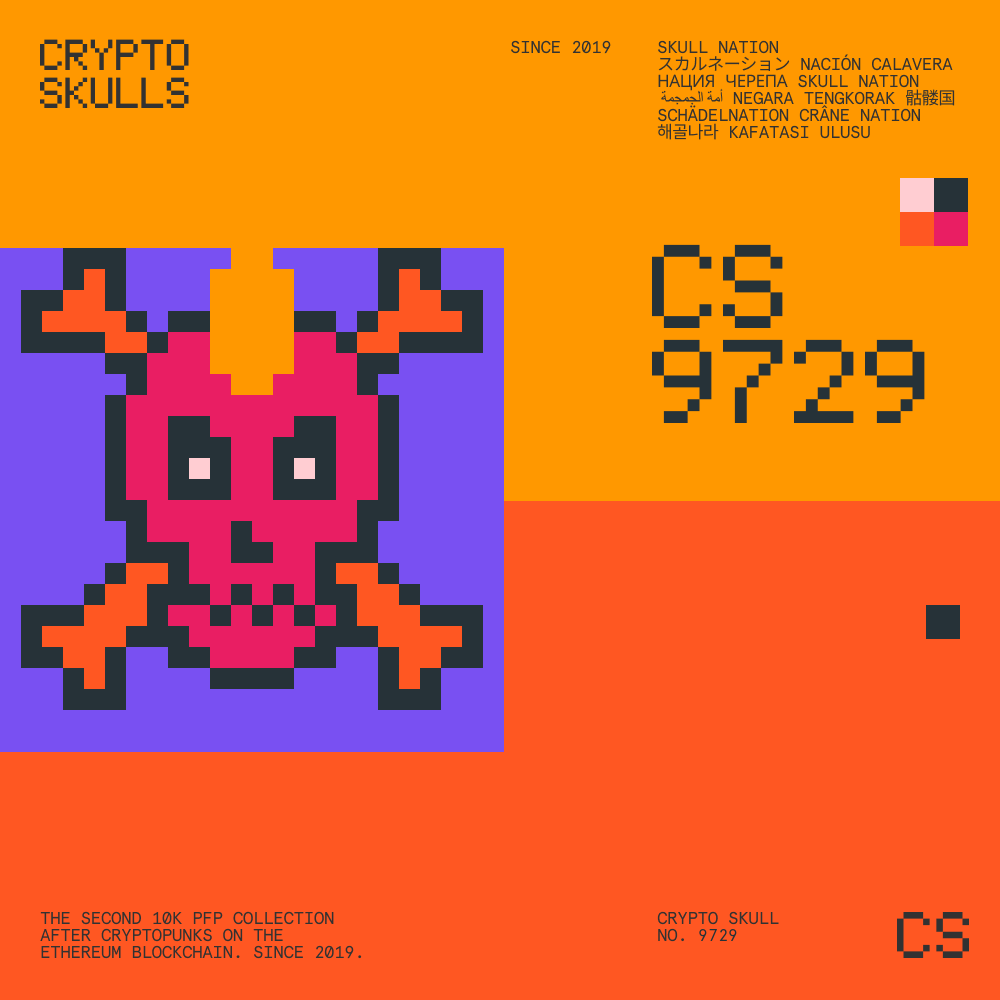 CRYPTO
SKULLS
SINCE 2019
SKULL NATION
スカルネーション NACIÓN CALAVERA
НАЦИЯ ЧЕРЕПА SKULL NATION
أمة الجمجمة NEGARA TENGKORAK 骷髅国
SCHÄDELNATION CRÂNE NATION
해골나라 KAFATASI ULUSU
CS
9729
THE SECOND 10K PFP COLLECTION
AFTER CRYPTOPUNKS ON THE
ETHEREUM BLOCKCHAIN. SINCE 2019.
CRYPTO SKULL
NO. 9729
CS